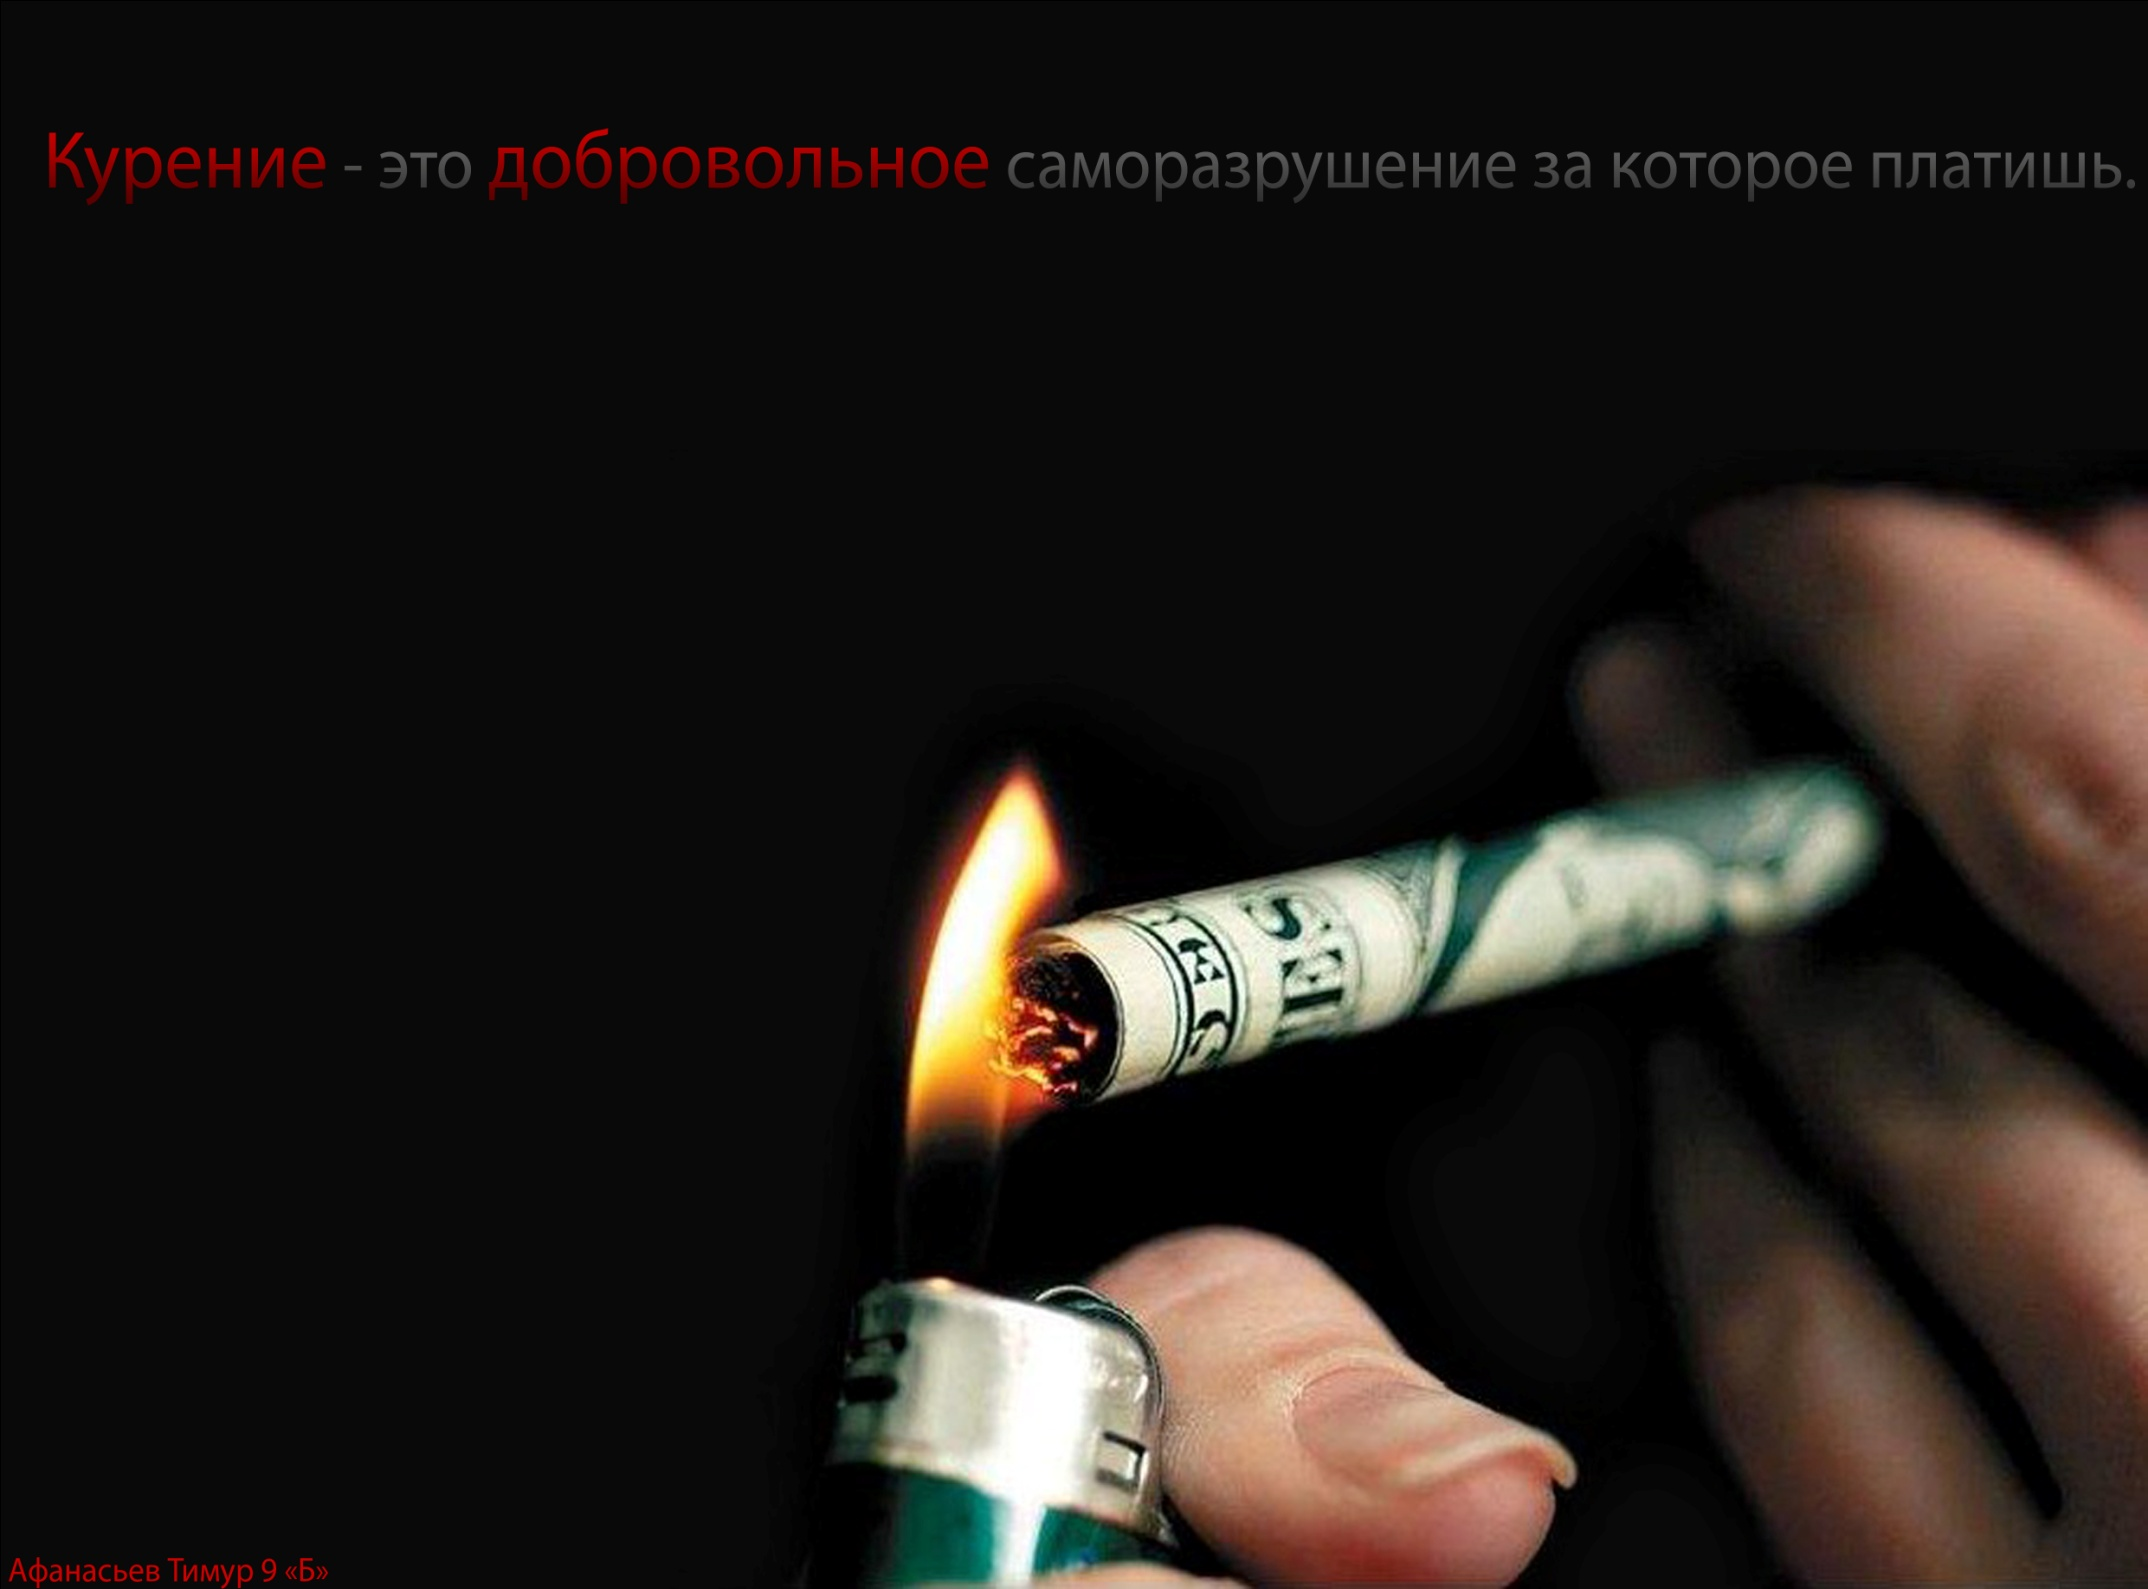 Курение - это добровольное саморазрушение за которое платишь.
Афанасьев Тимур 9 «Б»